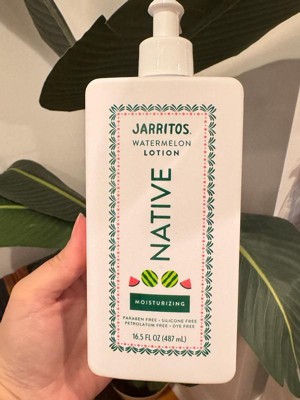 JARRITOS
WATERMELON
LOTION
NATIVE
MOISTURIZING
PARABEN FREE • SILICONE FREE
PETROLATUM FREE • DYE FREE
16.5 FL OZ (487 mL)